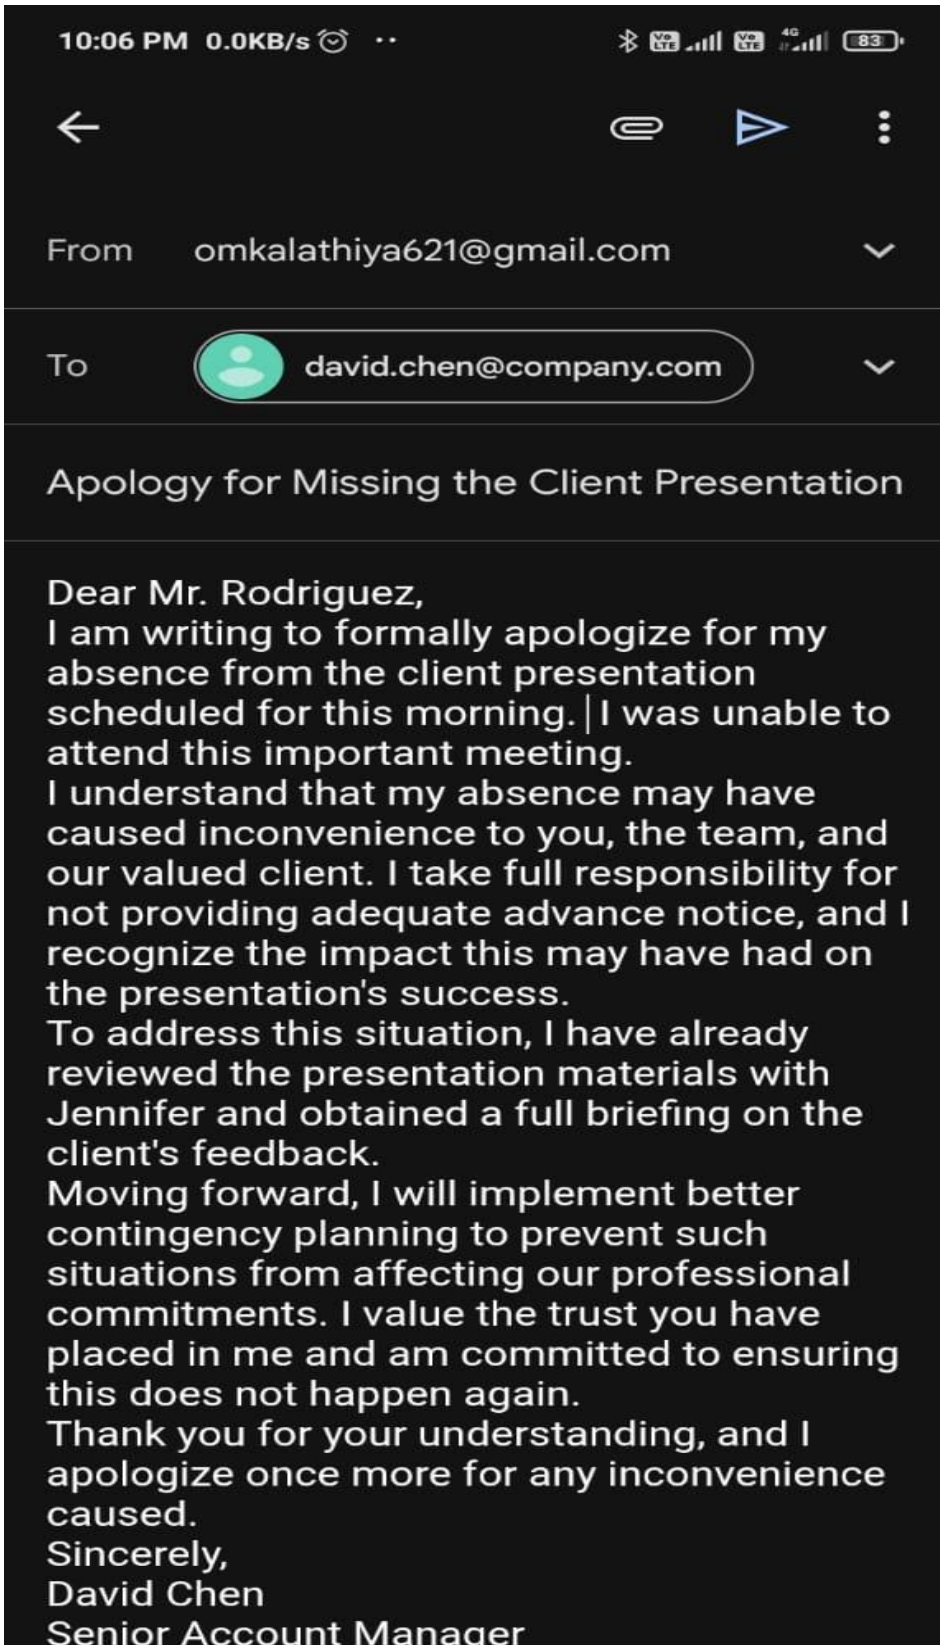 10:06 PM 0.0KB/s ··
Vo LTE Vo LTE 4G 83
From omkalathiya621@gmail.com
To david.chen@company.com
Apology for Missing the Client Presentation
Dear Mr. Rodriguez,
I am writing to formally apologize for my
absence from the client presentation
scheduled for this morning. I was unable to
attend this important meeting.
I understand that my absence may have
caused inconvenience to you, the team, and
our valued client. I take full responsibility for
not providing adequate advance notice, and I
recognize the impact this may have had on
the presentation's success.
To address this situation, I have already
reviewed the presentation materials with
Jennifer and obtained a full briefing on the
client's feedback.
Moving forward, I will implement better
contingency planning to prevent such
situations from affecting our professional
commitments. I value the trust you have
placed in me and am committed to ensuring
this does not happen again.
Thank you for your understanding, and I
apologize once more for any inconvenience
caused.
Sincerely,
David Chen
Senior Account Manager